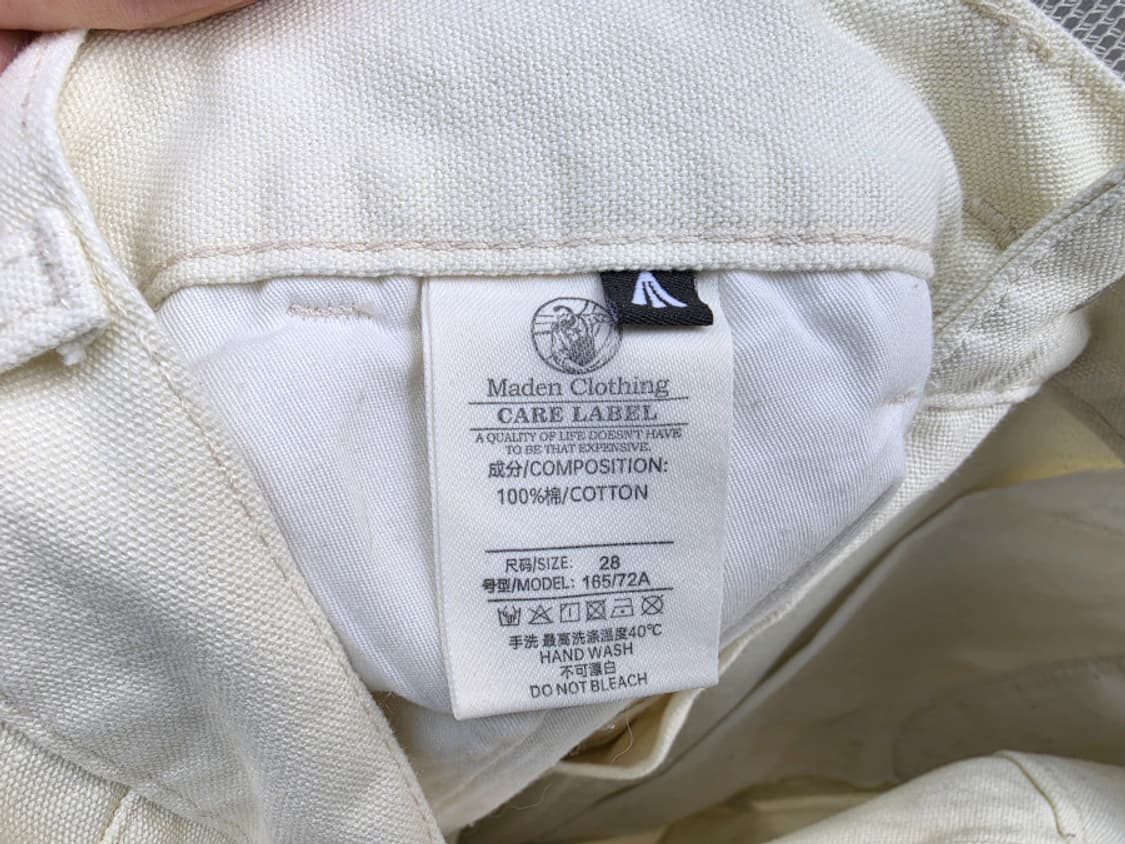 Maden Clothing
CARE LABEL
A QUALITY OF LIFE DOESN'T HAVE
TO BE THAT EXPENSIVE.
成分/COMPOSITION:
100%棉/COTTON
尺码/SIZE: 28
号型/MODEL: 165/72A
手洗 最高洗涤温度40℃
HAND WASH
不可漂白
DO NOT BLEACH